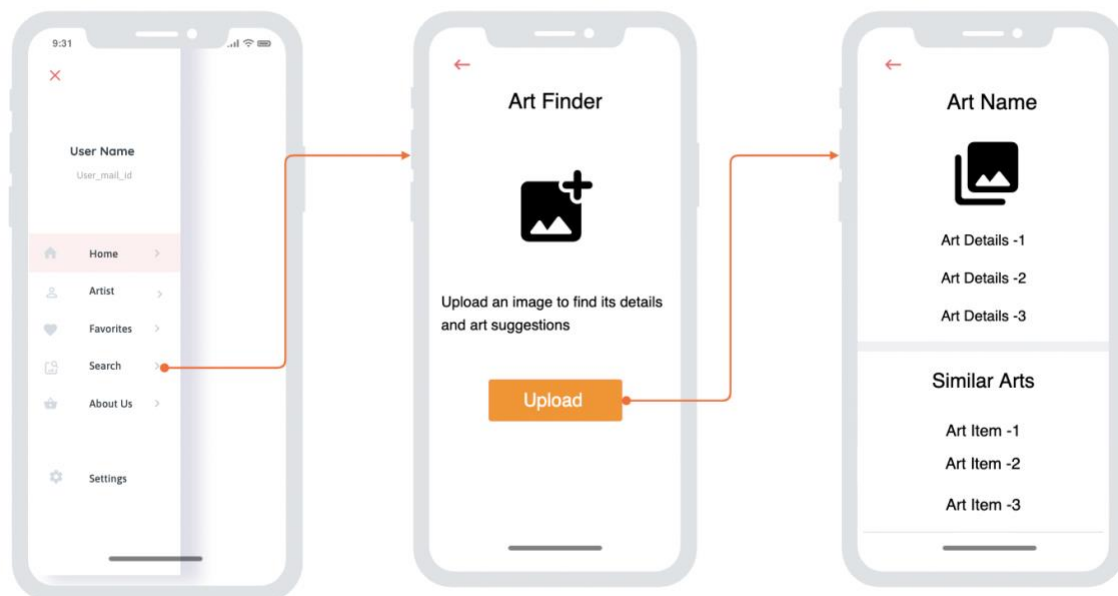 9:31
User Name
User_mail_id
Home
Artist
Favorites
Search
About Us
Settings
Art Finder
Upload an image to find its details
and art suggestions
Upload
Art Name
Art Details -1
Art Details -2
Art Details -3
Similar Arts
Art Item -1
Art Item -2
Art Item -3